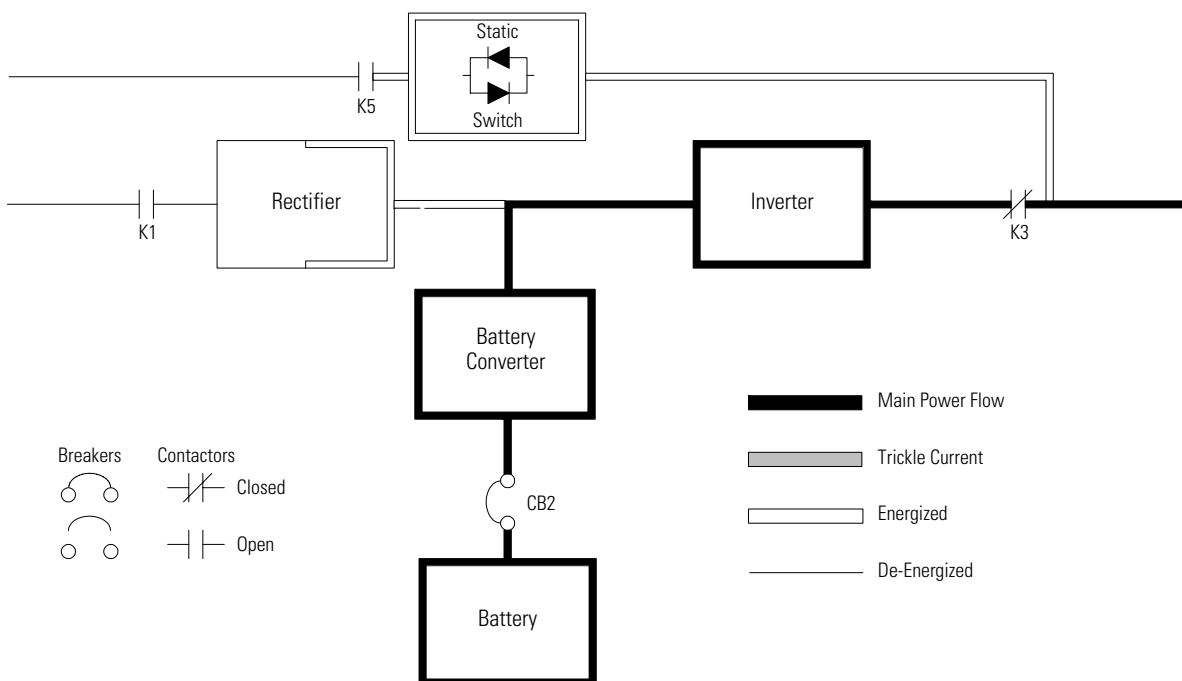 Static
K5
Switch
Rectifier
Inverter
K1
K3
Battery
Converter
Main Power Flow
Breakers
Contactors
Trickle Current
Closed
CB2
Energized
Open
De-Energized
Battery